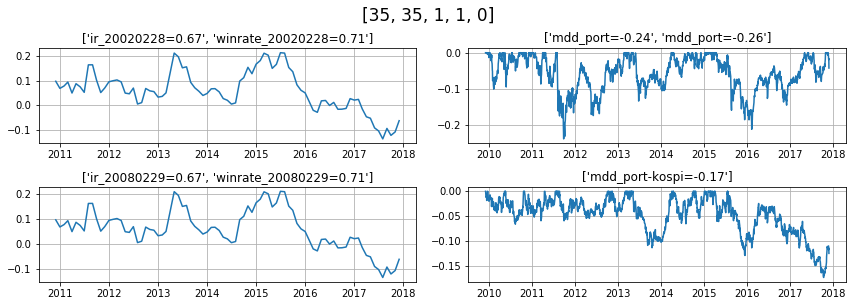 [35, 35, 1, 1, 0]
['ir_20020228=0.67', 'winrate_20020228=0.71']
0.2
0.1
0.0
−0.1
2011 2012 2013 2014 2015 2016 2017 2018
['mdd_port=-0.24', 'mdd_port=-0.26']
0.0
−0.1
−0.2
2010 2011 2012 2013 2014 2015 2016 2017 2018
['ir_20080229=0.67', 'winrate_20080229=0.71']
0.2
0.1
0.0
−0.1
2011 2012 2013 2014 2015 2016 2017 2018
['mdd_port-kospi=-0.17']
0.00
−0.05
−0.10
−0.15
2010 2011 2012 2013 2014 2015 2016 2017 2018